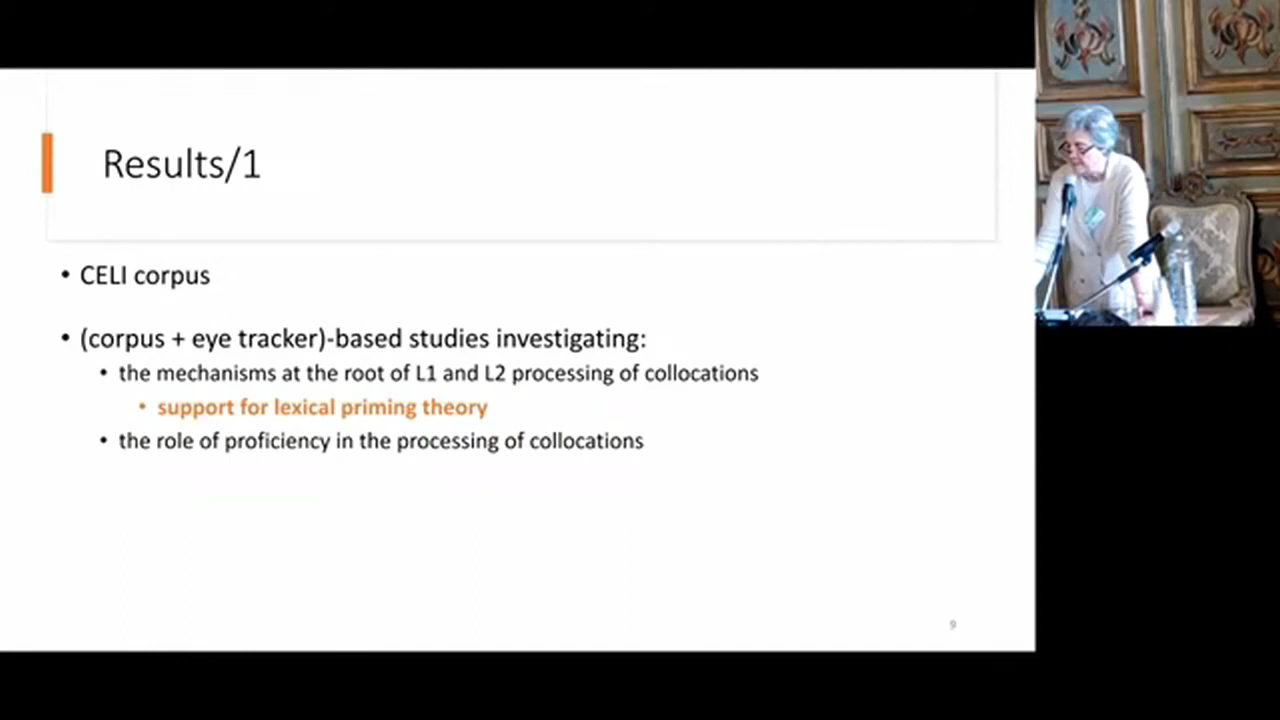 Results/1
• CELI corpus
• (corpus + eye tracker)-based studies investigating:
• the mechanisms at the root of L1 and L2 processing of collocations
• support for lexical priming theory
• the role of proficiency in the processing of collocations
9